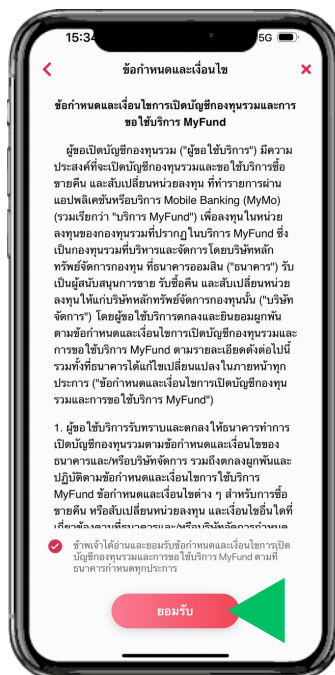 15:34
5G
ข้อกำหนดและเงื่อนไข
ข้อกำหนดและเงื่อนไขการเปิดบัญชีกองทุนรวมและการ
ขอใช้บริการ MyFund
ผู้ขอเปิดบัญชีกองทุนรวม ("ผู้ขอใช้บริการ") มีความ
ประสงค์ที่จะเปิดบัญชีกองทุนรวมและขอใช้บริการซื้อ
ขายคืน และสับเปลี่ยนหน่วยลงทุน ที่ทำรายการผ่าน
แอปพลิเคชันหรือบริการ Mobile Banking (MyMo)
(รวมเรียกว่า "บริการ MyFund") เพื่อลงทุนในหน่วย
ลงทุนของกองทุนรวมที่ปรากฏในบริการ MyFund ซึ่ง
เป็นกองทุนรวมที่บริหารและจัดการโดยบริษัทหลัก
ทรัพย์จัดการกองทุน ที่ธนาคารออมสิน ("ธนาคาร") รับ
เป็นผู้สนับสนุนการขาย รับซื้อคืน และสับเปลี่ยนหน่วย
ลงทุนให้แก่บริษัทหลักทรัพย์จัดการกองทุนนั้น ("บริษัท
จัดการ") โดยผู้ขอใช้บริการตกลงและยินยอมผูกพัน
ตามข้อกำหนดและเงื่อนไขการเปิดบัญชีกองทุนรวมและ
การขอใช้บริการ MyFund ตามรายละเอียดดังต่อไปนี้
รวมทั้งที่ธนาคารได้แก้ไขเปลี่ยนแปลงในภายหน้าทุก
ประการ ("ข้อกำหนดและเงื่อนไขการเปิดบัญชีกองทุน
รวมและการขอใช้บริการ MyFund")
1. ผู้ขอใช้บริการรับทราบและตกลงให้ธนาคารทำการ
เปิดบัญชีกองทุนรวมตามข้อกำหนดและเงื่อนไขของ
ธนาคารและ/หรือบริษัทจัดการ รวมถึงตกลงผูกพันและ
ปฏิบัติตามข้อกำหนดและเงื่อนไขการใช้บริการ
MyFund ข้อกำหนดและเงื่อนไขต่าง ๆ สำหรับการซื้อ
ขายคืน หรือสับเปลี่ยนหน่วยลงทุน และเงื่อนไขอื่นใดที่
เกี่ยวข้องตามที่ธนาคารและ/หรือบริษัทจัดการกำหนด
ข้าพเจ้าได้อ่านและยอมรับข้อกำหนดและเงื่อนไขการเปิด
บัญชีกองทุนรวมและการขอใช้บริการ MyFund ตามที่
ธนาคารกำหนดทุกประการ
ยอมรับ